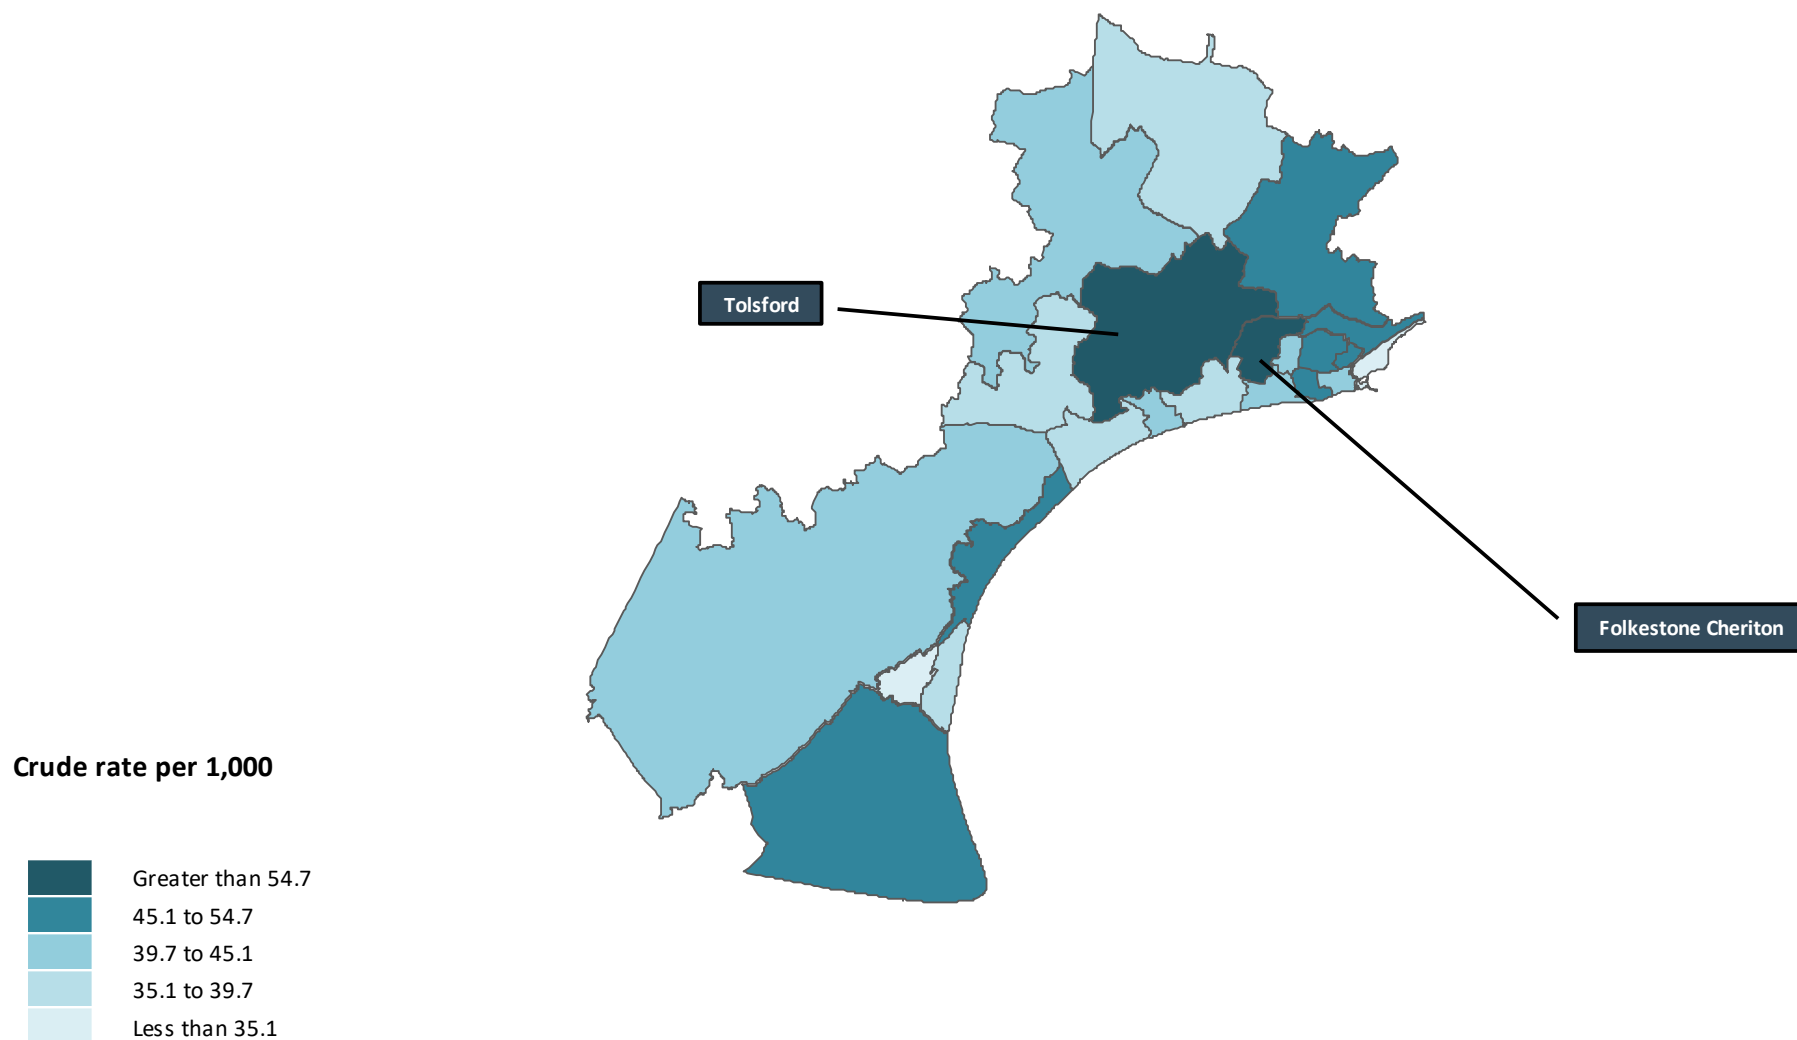 Tolsford
Folkestone Cheriton
Crude rate per 1,000
Greater than 54.7
45.1 to 54.7
39.7 to 45.1
35.1 to 39.7
Less than 35.1